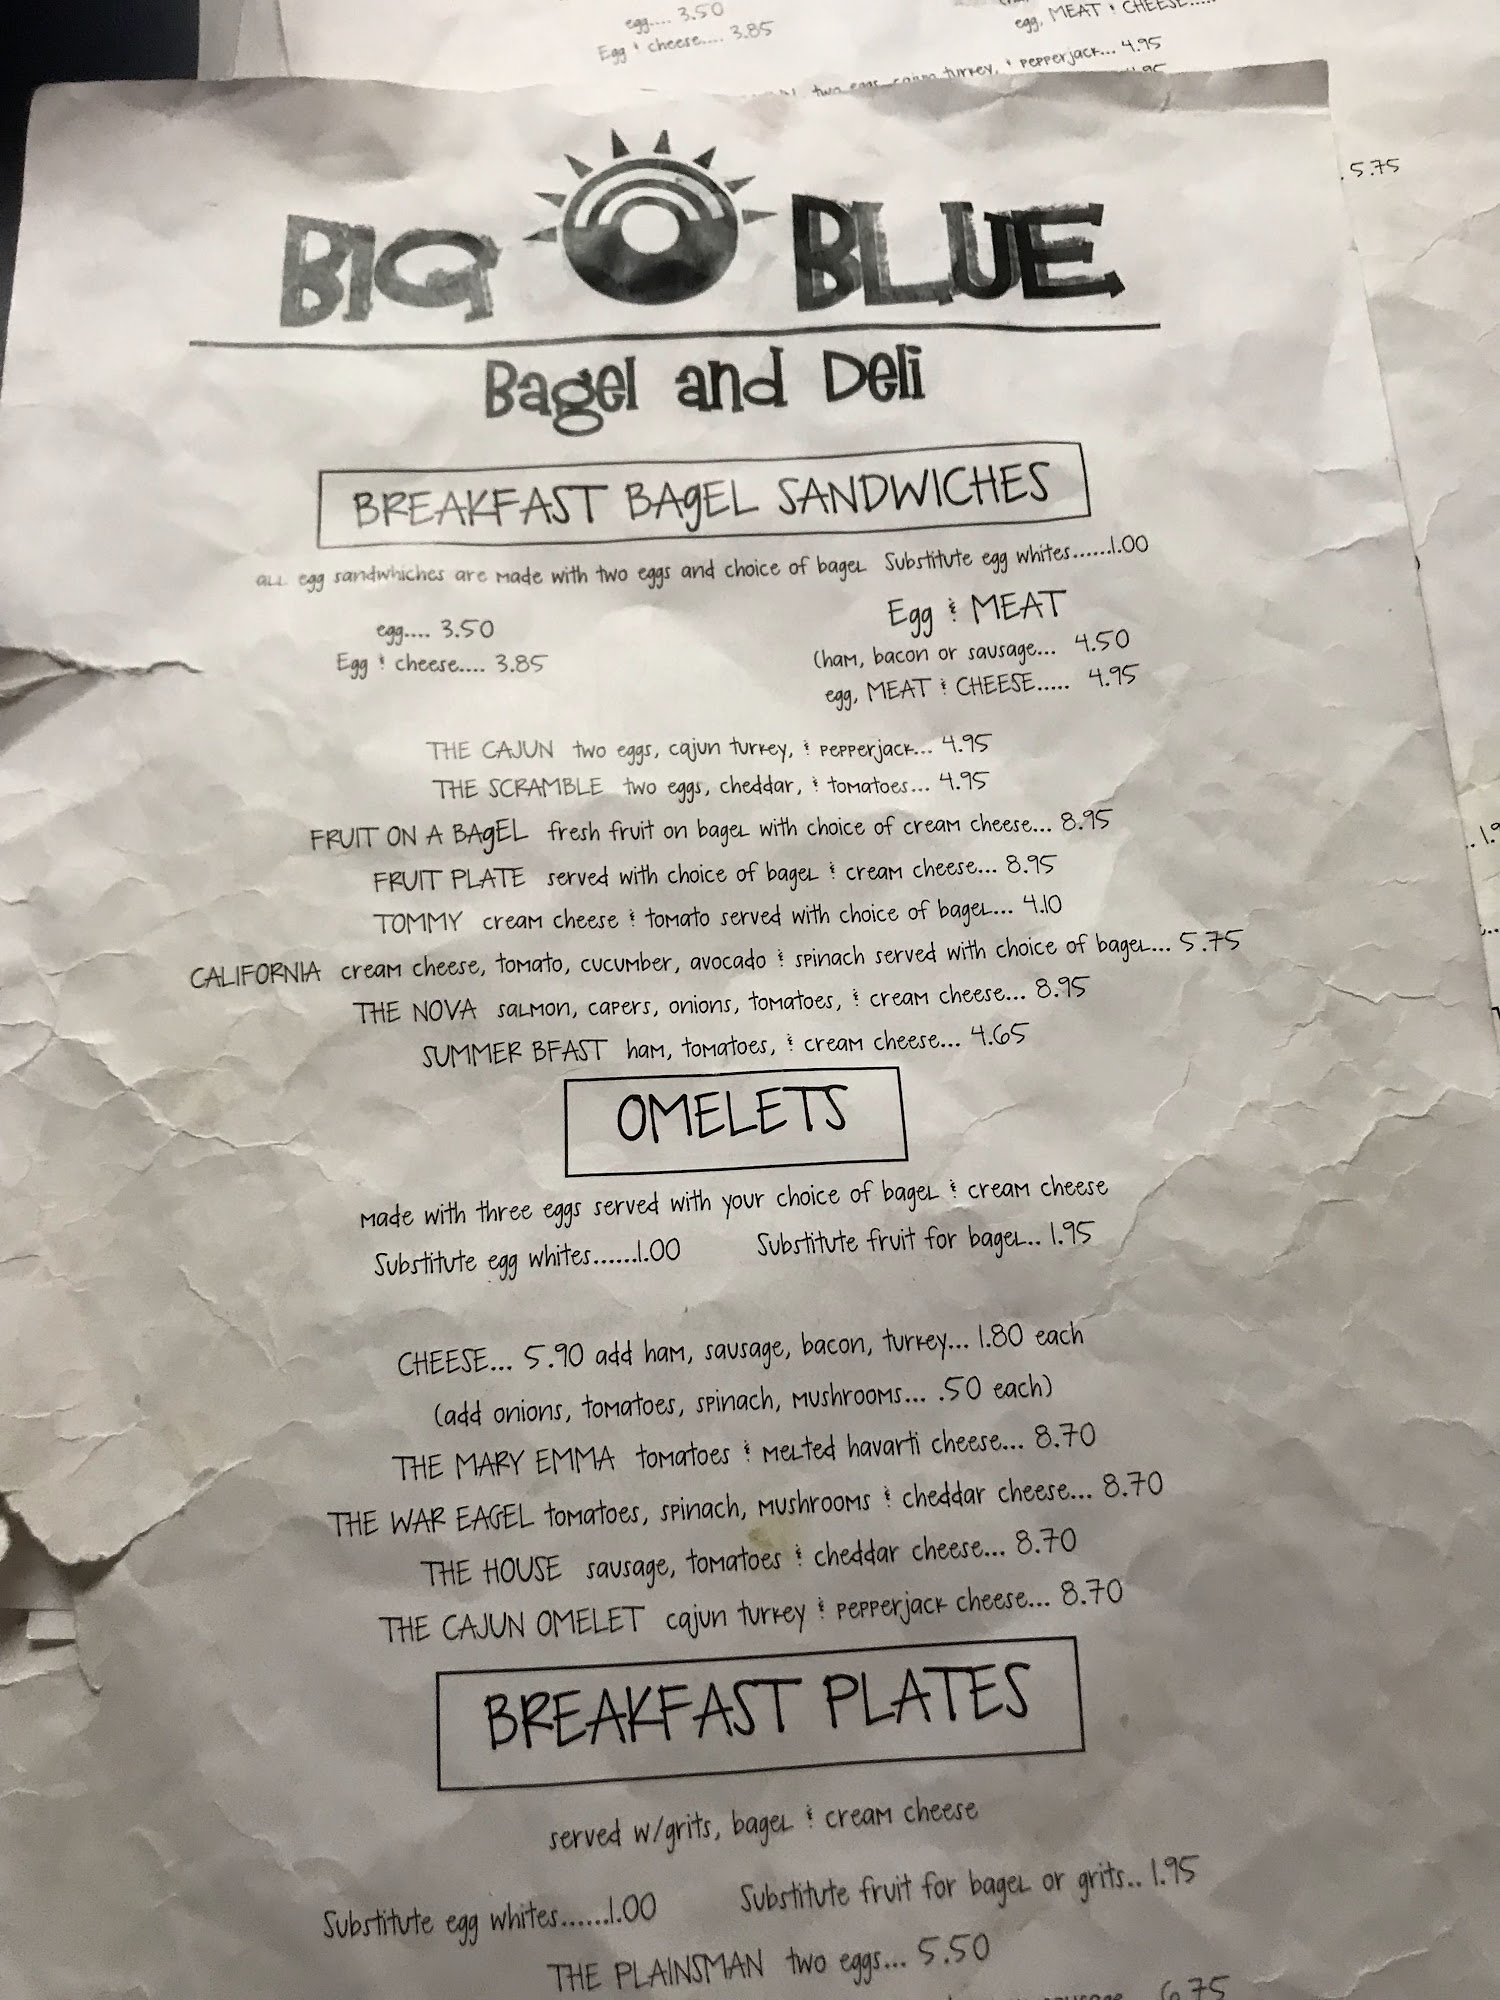 egg.... 3.50
Egg & cheese.... 3.85
egg, MEAT & CHEESE.....
two eggs, cajun turkey, & pepperjack... 4.95
4.95
. 5.75
BIG BLUE
Bagel and Deli
BREAKFAST BAgEL SANDWICHES
ALL egg sandwhiches are made with two eggs and choice of bagel Substitute egg whites......1.00
egg.... 3.50
Egg & cheese.... 3.85
Egg & MEAT
(ham, bacon or sausage... 4.50
egg, MEAT & CHEESE..... 4.95
THE CAJUN two eggs, cajun turkey, & pepperjack... 4.95
THE SCRAMBLE two eggs, cheddar, & tomatoes... 4.95
FRUIT ON A BAgEL fresh fruit on bagel with choice of cream cheese... 8.95
FRUIT PLATE served with choice of bagel & cream cheese... 8.95
TOMMY cream cheese & tomato served with choice of bagel... 4.10
CALIFORNIA cream cheese, tomato, cucumber, avocado & spinach served with choice of bagel... 5.75
THE NOVA salmon, capers, onions, tomatoes, & cream cheese... 8.95
SUMMER BFAST ham, tomatoes, & cream cheese... 4.65
OMELETS
made with three eggs served with your choice of bagel & cream cheese
Substitute egg whites......1.00 Substitute fruit for bagel.. 1.95
CHEESE... 5.90 add ham, sausage, bacon, turkey... 1.80 each
(add onions, tomatoes, spinach, mushrooms... .50 each)
THE MARY EMMA tomatoes & melted havarti cheese... 8.70
THE WAR EAGEL tomatoes, spinach, mushrooms & cheddar cheese... 8.70
THE HOUSE sausage, tomatoes & cheddar cheese... 8.70
THE CAJUN OMELET cajun turkey & pepperjack cheese... 8.70
BREAKFAST PLATES
served w/grits, bagel & cream cheese
Substitute egg whites......1.00 Substitute fruit for bagel or grits.. 1.95
THE PLAINSMAN two eggs... 5.50
sausage 6.75